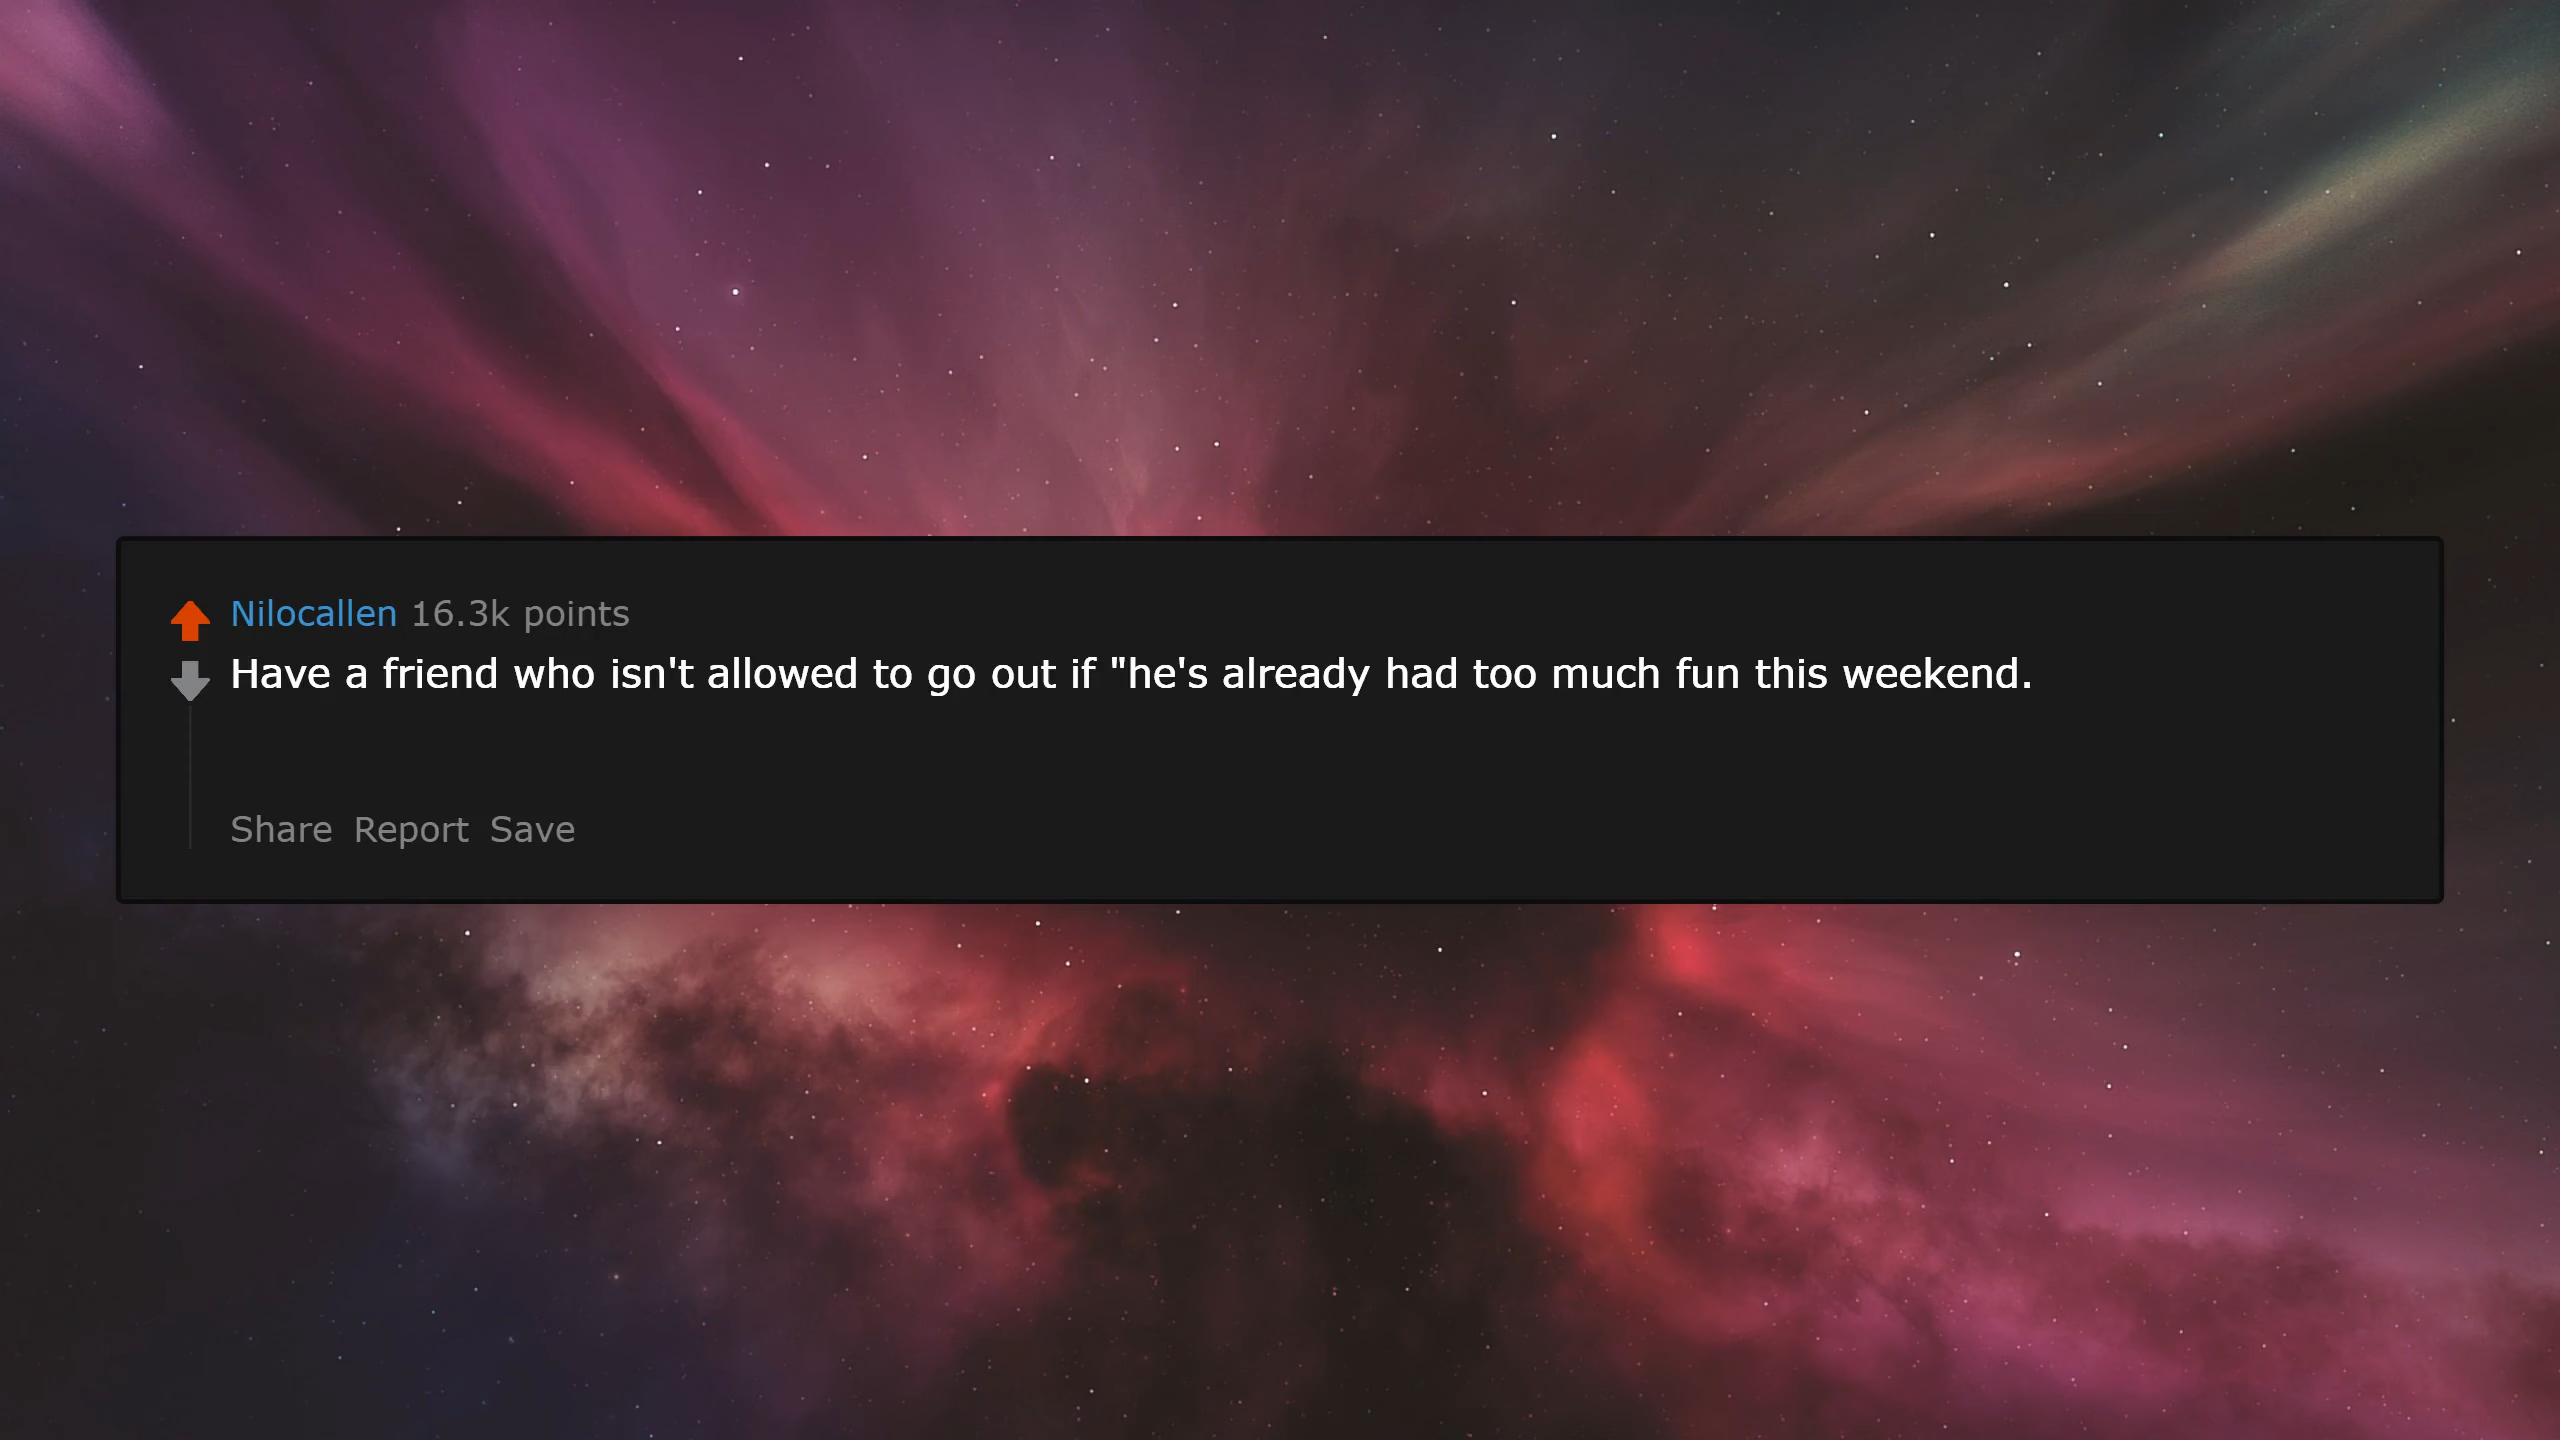 Nilocallen 16.3k points
Have a friend who isn't allowed to go out if "he's already had too much fun this weekend.
Share Report Save